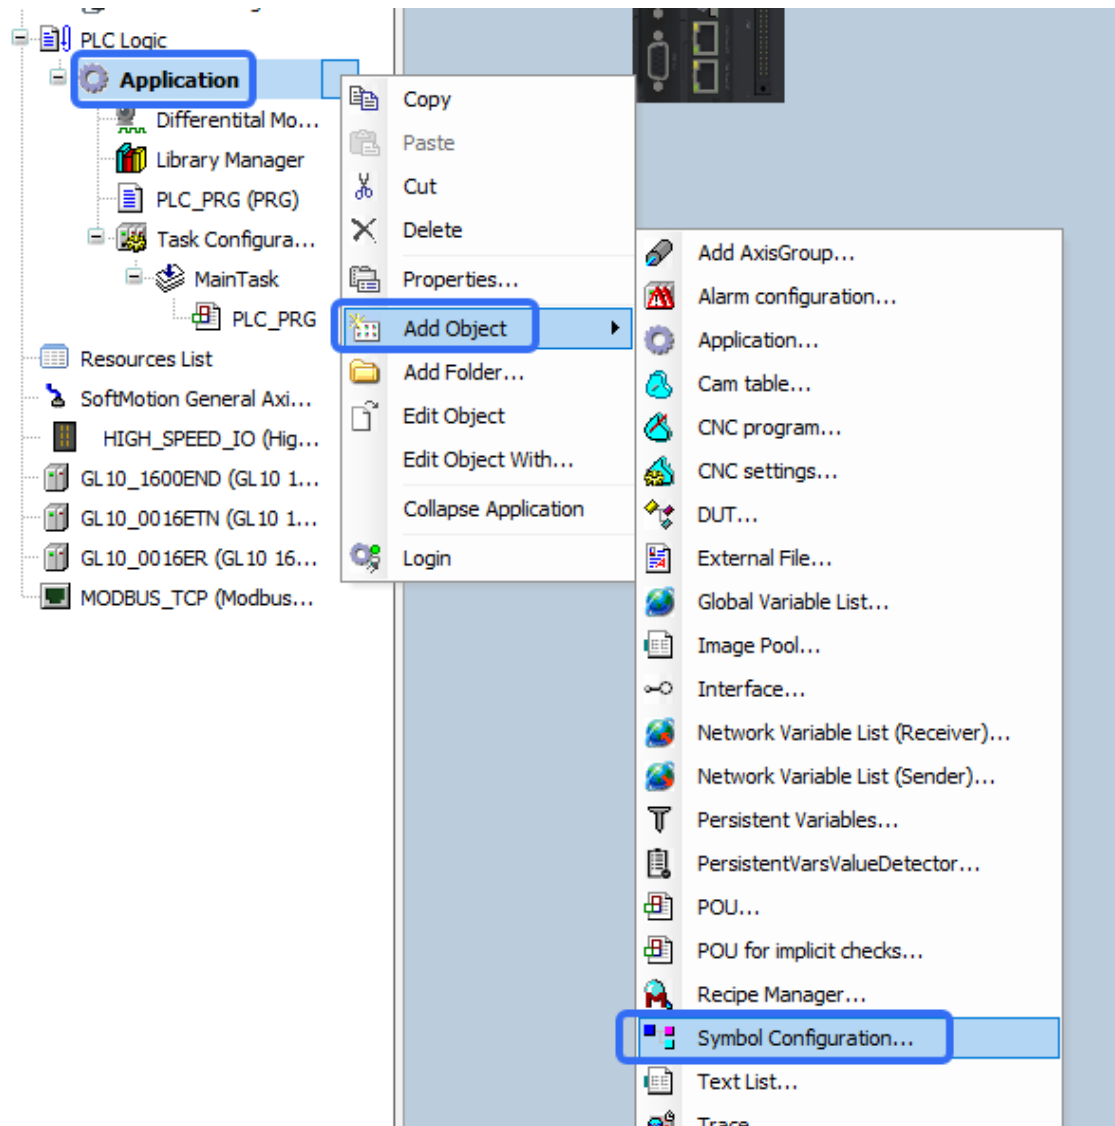 PLC Logic
Application
Differentital Mo...
Library Manager
PLC_PRG (PRG)
Task Configura...
MainTask
PLC_PRG
Resources List
SoftMotion General Axi...
HIGH_SPEED_IO (Hig...
GL10_1600END (GL10 1...
GL10_0016ETN (GL10 1...
GL10_0016ER (GL10 16...
MODBUS_TCP (Modbus...
Copy
Paste
Cut
Delete
Properties...
Add Object
Add Folder...
Edit Object
Edit Object With...
Collapse Application
Login
Add AxisGroup...
Alarm configuration...
Application...
Cam table...
CNC program...
CNC settings...
DUT...
External File...
Global Variable List...
Image Pool...
Interface...
Network Variable List (Receiver)...
Network Variable List (Sender)...
Persistent Variables...
PersistentVarsValueDetector...
POU...
POU for implicit checks...
Recipe Manager...
Symbol Configuration...
Text List...
Trace